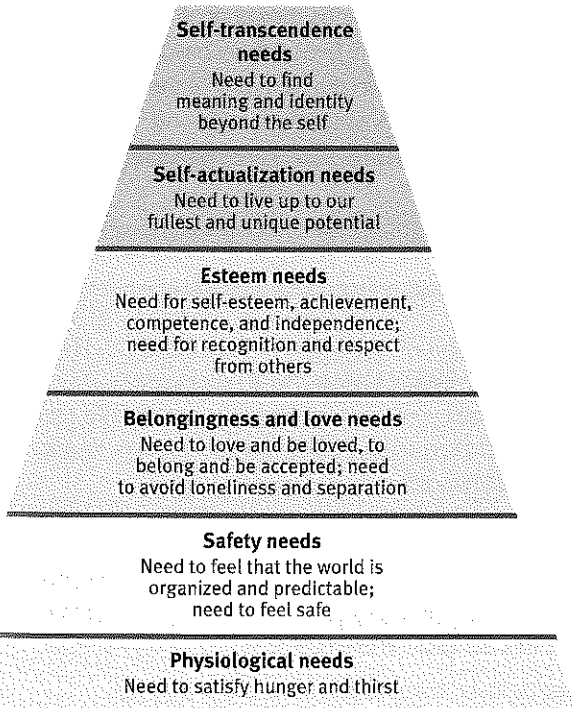 Self-transcendence
needs
Need to find
meaning and identity
beyond the self
Self-actualization needs
Need to live up to our
fullest and unique potential
Esteem needs
Need for self-esteem, achievement,
competence, and independence;
need for recognition and respect
from others
Belongingness and love needs
Need to love and be loved, to
belong and be accepted; need
to avoid loneliness and separation
Safety needs
Need to feel that the world is
organized and predictable;
need to feel safe
Physiological needs
Need to satisfy hunger and thirst